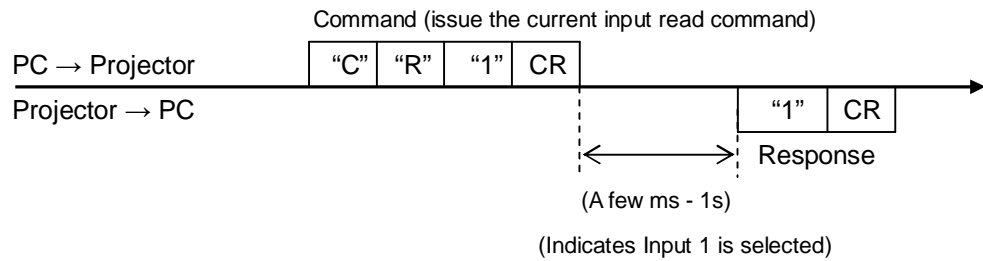 Command (issue the current input read command)
PC → Projector “C” “R” “1” CR
Projector → PC “1” CR
Response
(A few ms - 1s)
(Indicates Input 1 is selected)